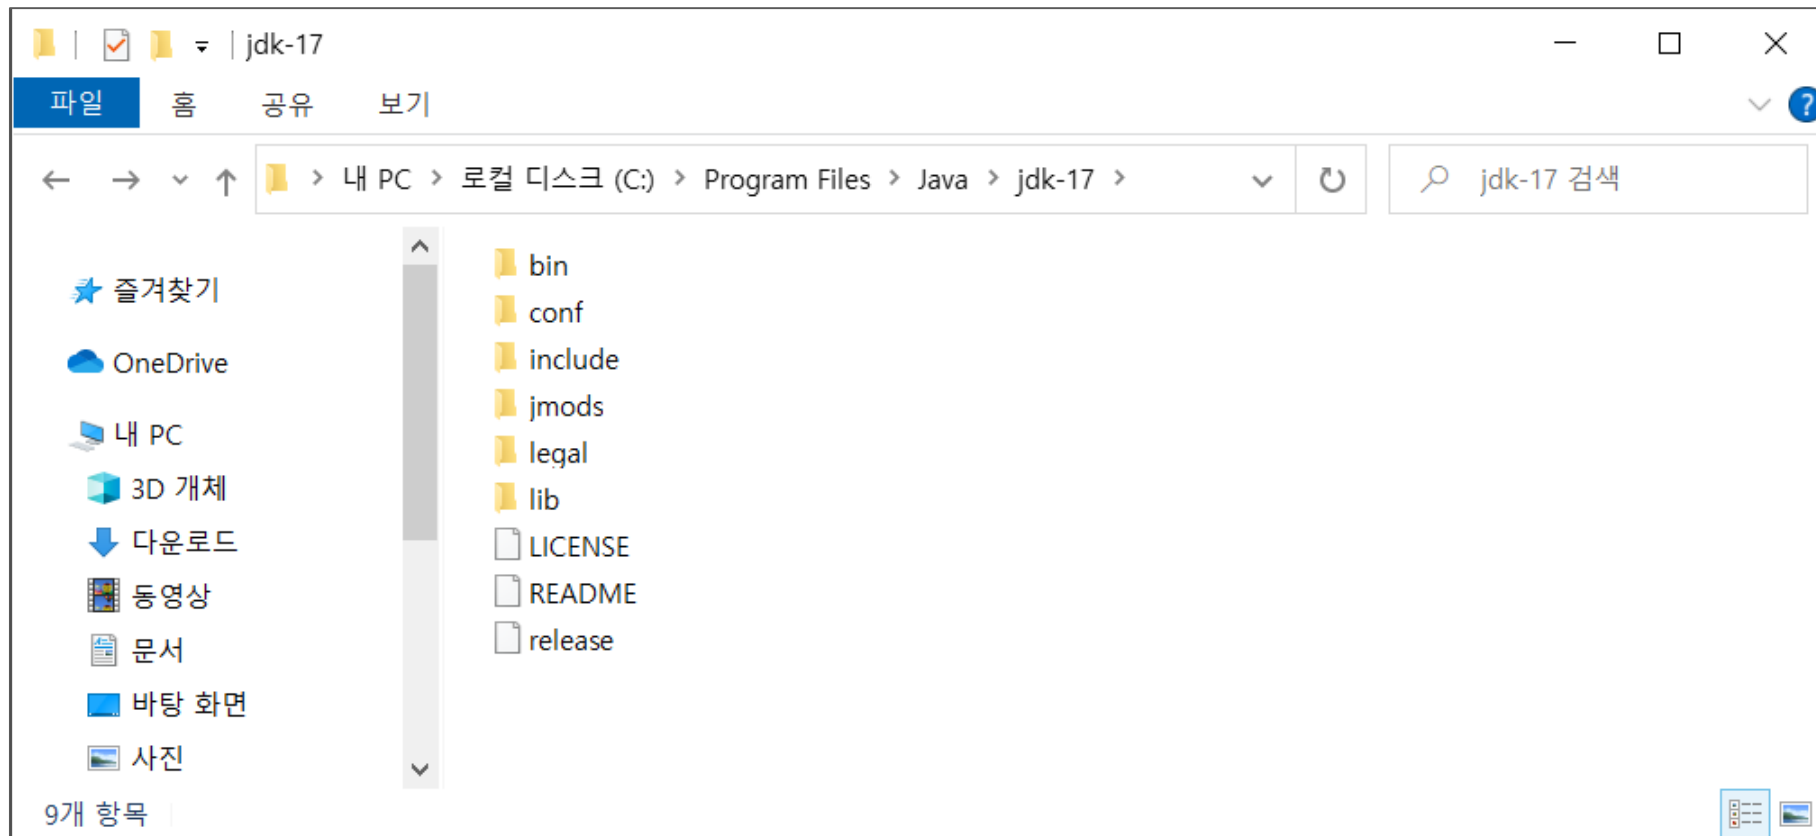 jdk-17
파일 홈 공유 보기
내 PC > 로컬 디스크 (C:) > Program Files > Java > jdk-17 >
jdk-17 검색
즐겨찾기
OneDrive
내 PC
3D 개체
다운로드
동영상
문서
바탕 화면
사진
bin
conf
include
jmods
legal
lib
LICENSE
README
release
9개 항목